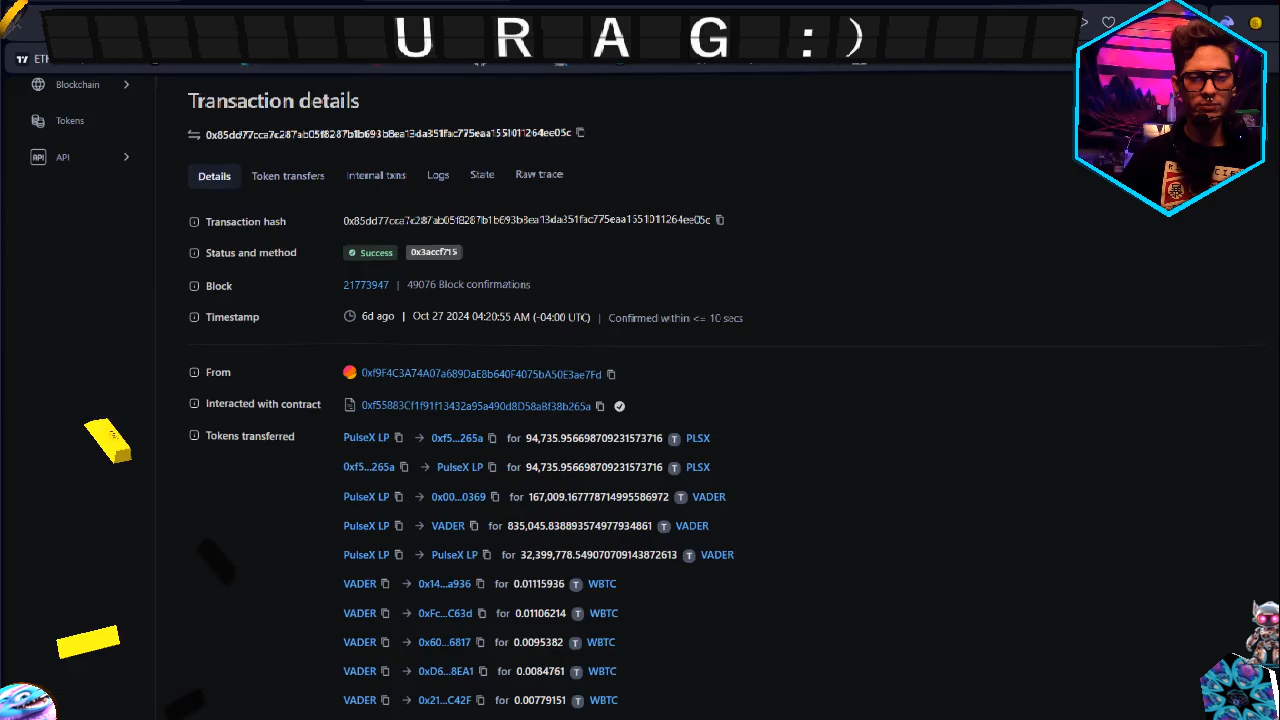 U R A G :)
ETH
Blockchain
Tokens
API API
Transaction details
0x85dd77cca7c287ab05f8287b1b693b8ea13da351fac775eaa1551011264ee05c
Details Token transfers Internal txns Logs State Raw trace
Transaction hash 0x85dd77cca7c287ab05f8287b1b693b8ea13da351fac775eaa1551011264ee05c
Status and method Success 0x3accf715
Block 21773947 | 49076 Block confirmations
Timestamp 6d ago | Oct 27 2024 04:20:55 AM (-04:00 UTC) | Confirmed within <= 10 secs
From 0xf9F4C3A74A07a689DaE8b640F4075bA50E3ae7Fd
Interacted with contract 0xf55883Cf1f91f13432a95a490d8D58aBf38b265a
Tokens transferred PulseX LP → 0xf5...265a for 94,735.956698709231573716 T PLSX
0xf5...265a → PulseX LP for 94,735.956698709231573716 T PLSX
PulseX LP → 0x00...0369 for 167,009.167778714995586972 T VADER
PulseX LP → VADER for 835,045.838893574977934861 T VADER
PulseX LP → PulseX LP for 32,399,778.549070709143872613 T VADER
VADER → 0x14...a936 for 0.01115936 T WBTC
VADER → 0xFc...C63d for 0.01106214 T WBTC
VADER → 0x60...6817 for 0.0095382 T WBTC
VADER → 0xD6...8EA1 for 0.0084761 T WBTC
VADER → 0x21...C42F for 0.00779151 T WBTC